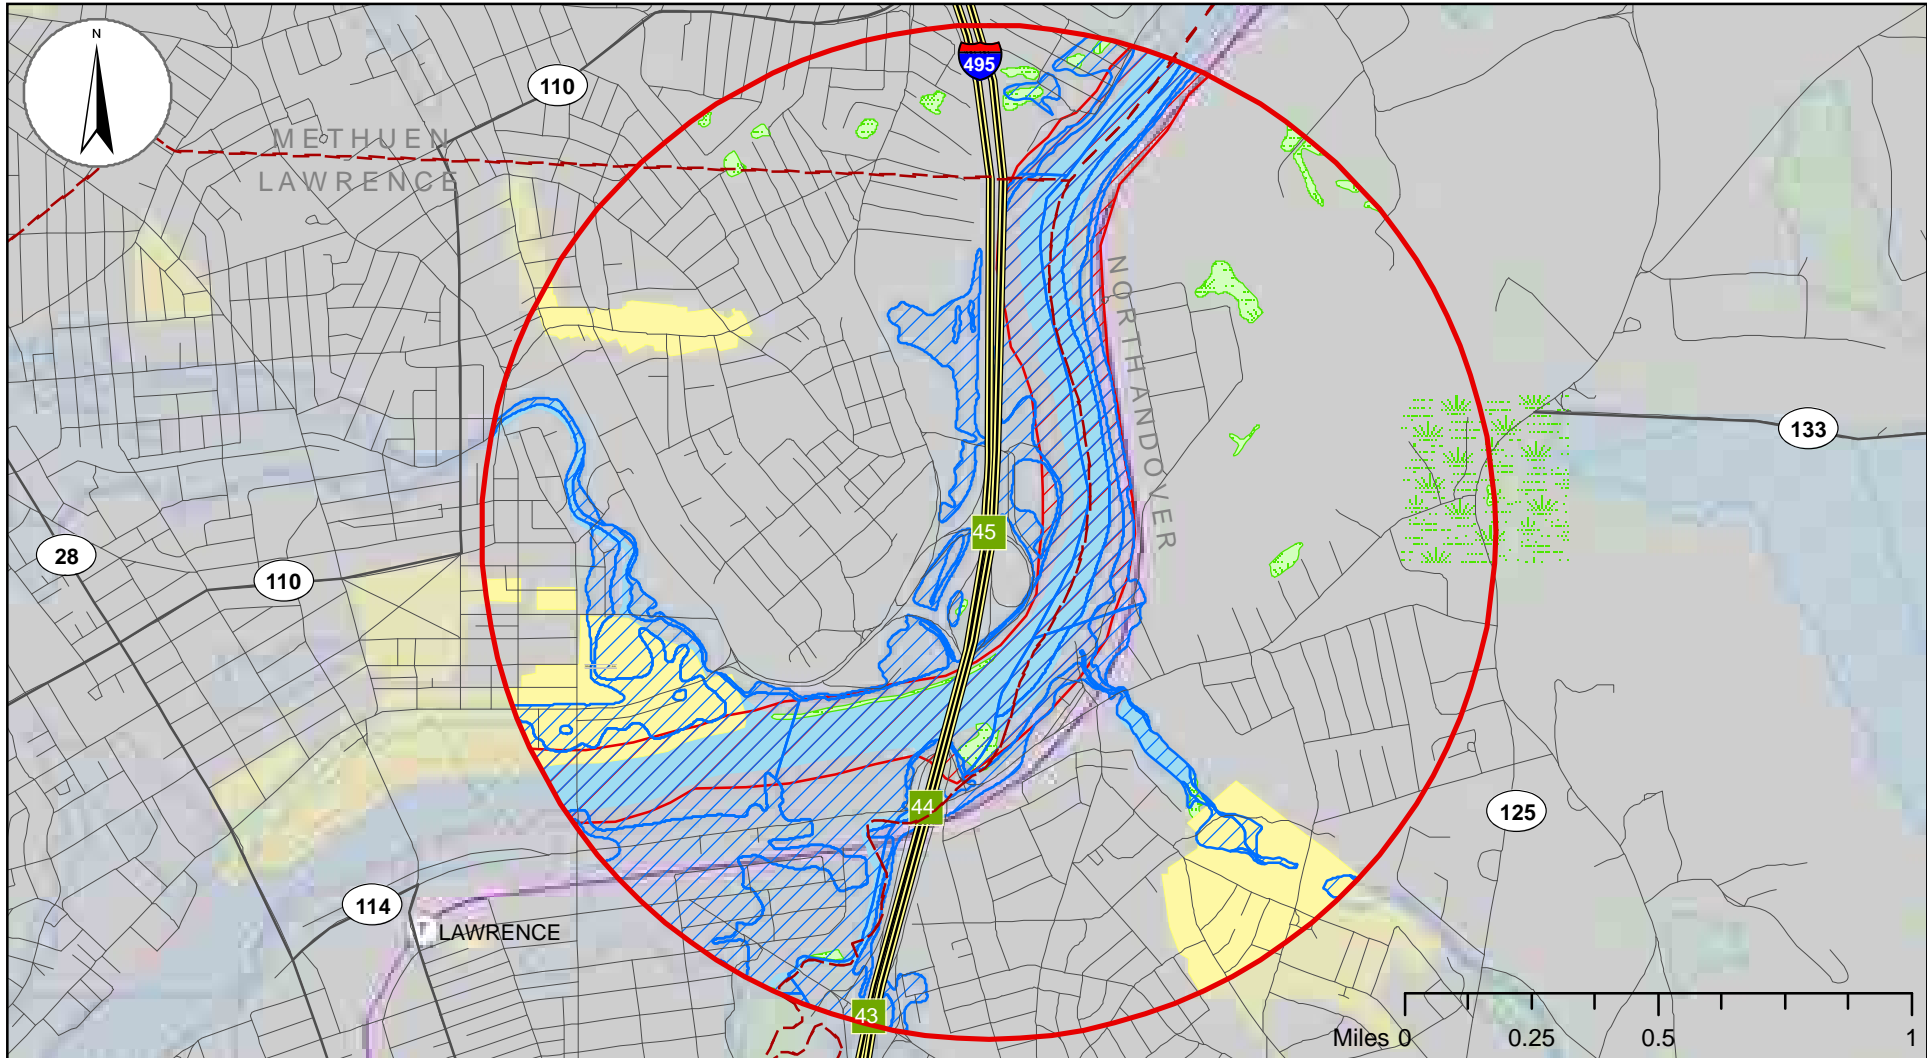 N
495
110
METHUEN
LAWRENCE
NORTH ANDOVER
133
45
28
110
44
125
114
T
LAWRENCE
43
Miles 0 0.25 0.5 1